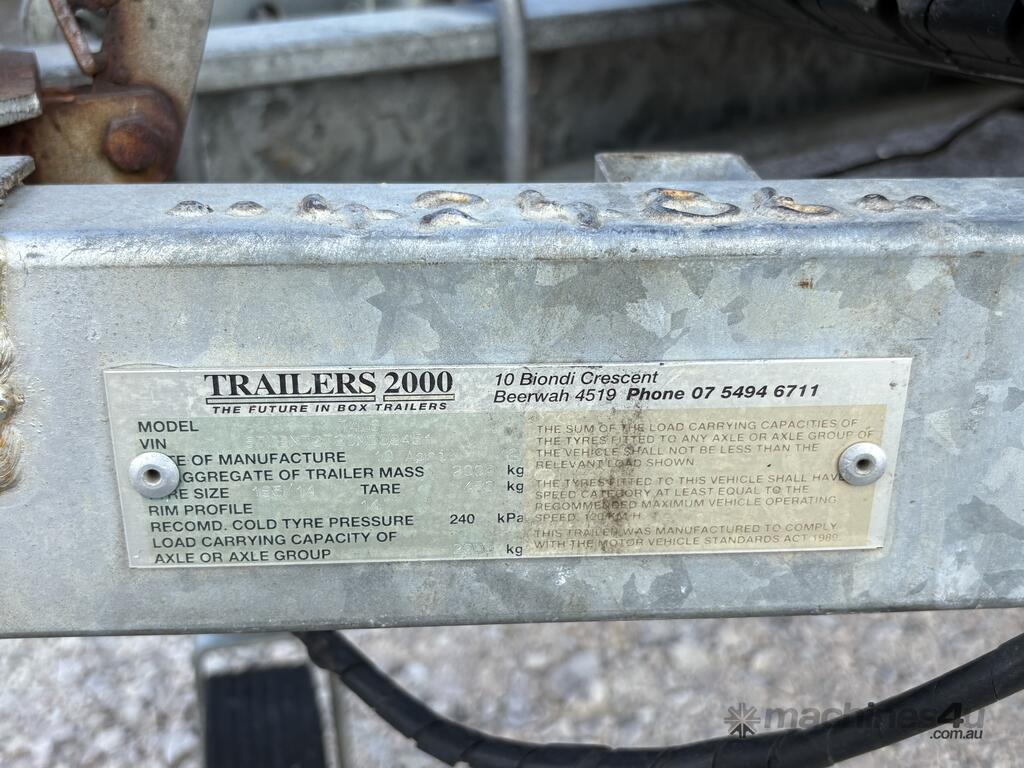 TRAILERS 2000
THE FUTURE IN BOX TRAILERS
10 Biondi Crescent
Beerwah 4519 Phone 07 5494 6711
MODEL
VIN
OF MANUFACTURE
AGGREGATE OF TRAILER MASS kg
SIZE 185/14 TARE kg
RIM PROFILE
RECOMD. COLD TYRE PRESSURE 240 kPa
LOAD CARRYING CAPACITY OF
AXLE OR AXLE GROUP kg
THE SUM OF THE LOAD CARRYING CAPACITIES OF
THE TYRES FITTED TO ANY AXLE OR AXLE GROUP OF
THE VEHICLE SHALL NOT BE LESS THAN THE
RELEVANT LOAD SHOWN
THE TYRES FITTED TO THIS VEHICLE SHALL HAVE
SPEED CATEGORY AT LEAST EQUAL TO THE
RECOMMENDED MAXIMUM VEHICLE OPERATING
SPEED. 120 KM/H
THIS TRAILER WAS MANUFACTURED TO COMPLY
WITH THE MOTOR VEHICLE STANDARDS ACT 1989.
machines4u
.com.au